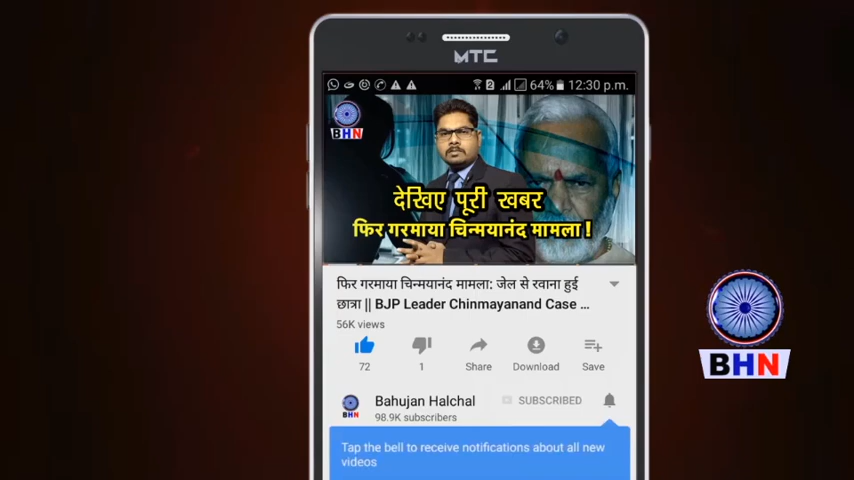 MTC
2 64% 12:30 p.m.
BHN
देखिए पूरी खबर
फिर गरमाया चिन्मयानंद मामला !
फिर गरमाया चिन्मयानंद मामला: जेल से रवाना हुई
छात्रा || BJP Leader Chinmayanand Case ...
56K views
72
1
Share
Download
Save
BHN
Bahujan Halchal
SUBSCRIBED
98.9K subscribers
Tap the bell to receive notifications about all new
videos
BHN